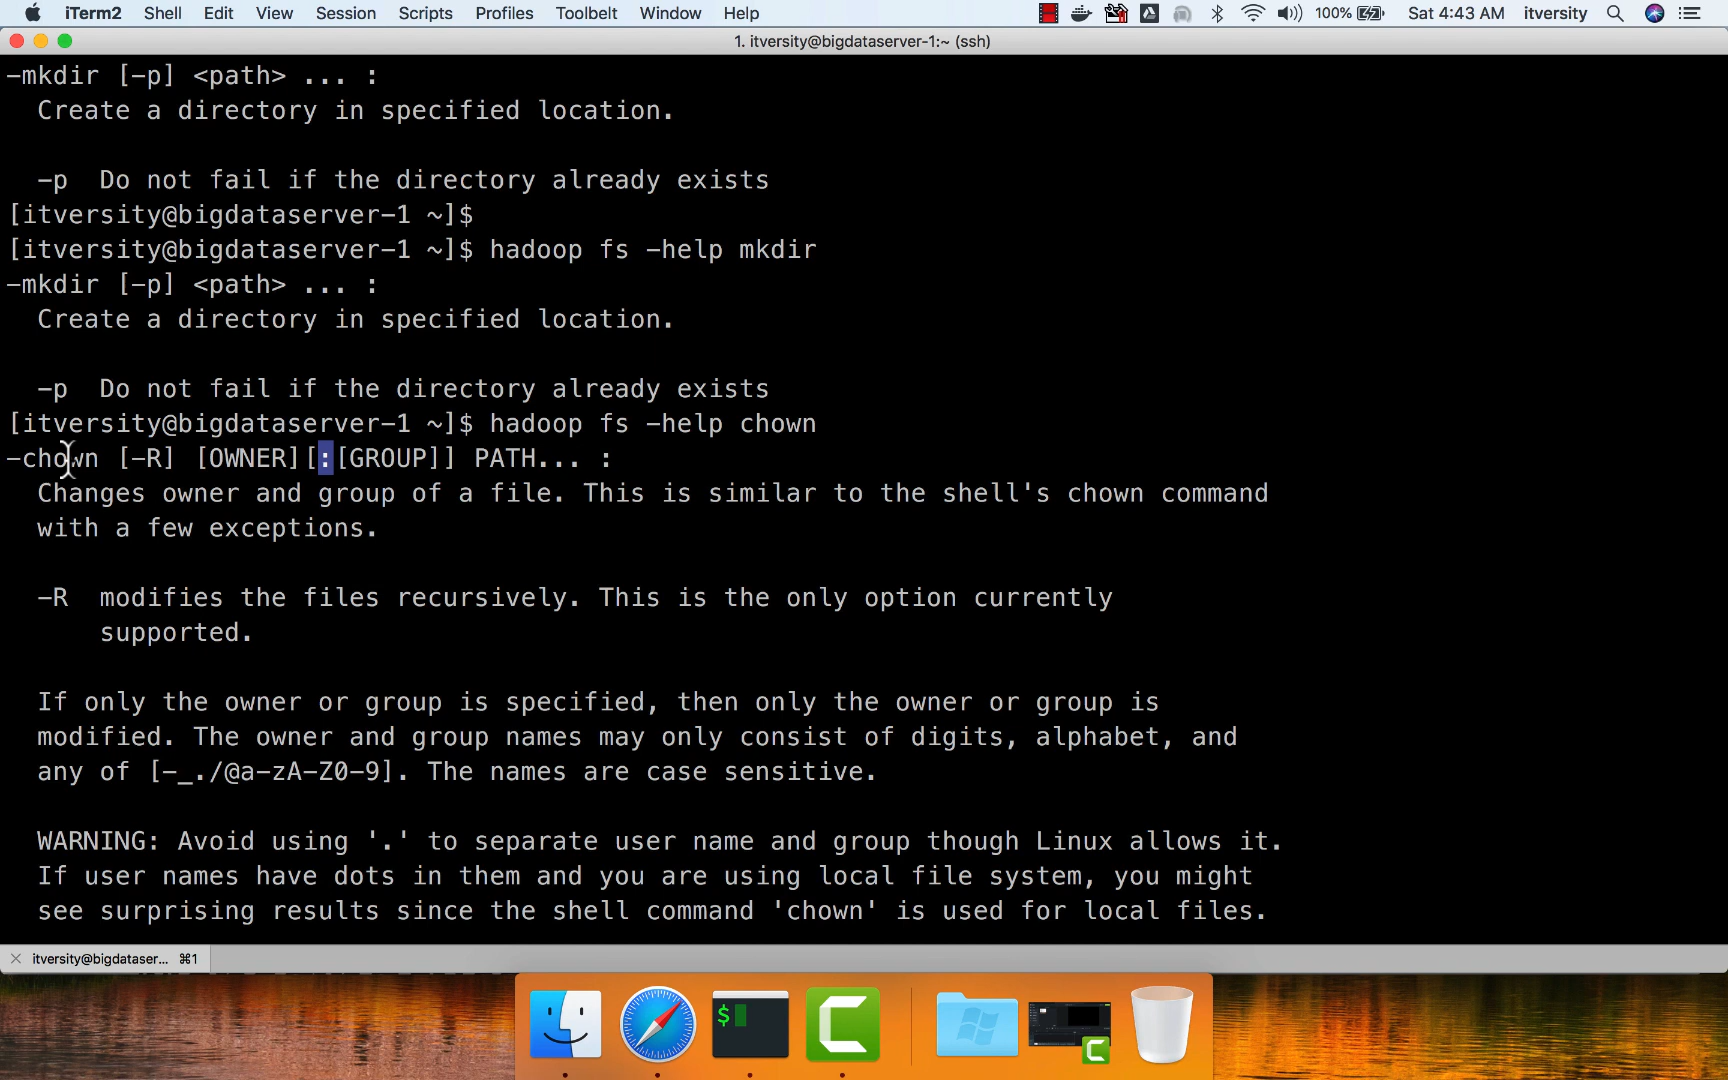 iTerm2 Shell Edit View Session Scripts Profiles Toolbelt Window Help 100% Sat 4:43 AM itversity
1. itversity@bigdataserver-1:~ (ssh)
-mkdir [-p] <path> ... :
Create a directory in specified location.
-p Do not fail if the directory already exists
[itversity@bigdataserver-1 ~]$
[itversity@bigdataserver-1 ~]$ hadoop fs -help mkdir
-mkdir [-p] <path> ... :
Create a directory in specified location.
-p Do not fail if the directory already exists
[itversity@bigdataserver-1 ~]$ hadoop fs -help chown
-chown [-R] [OWNER][:[GROUP]] PATH... :
Changes owner and group of a file. This is similar to the shell's chown command
with a few exceptions.
-R modifies the files recursively. This is the only option currently
supported.
If only the owner or group is specified, then only the owner or group is
modified. The owner and group names may only consist of digits, alphabet, and
any of [-_./@a-zA-Z0-9]. The names are case sensitive.
WARNING: Avoid using '.' to separate user name and group though Linux allows it.
If user names have dots in them and you are using local file system, you might
see surprising results since the shell command 'chown' is used for local files.
itversity@bigdataser... ⌘1
$